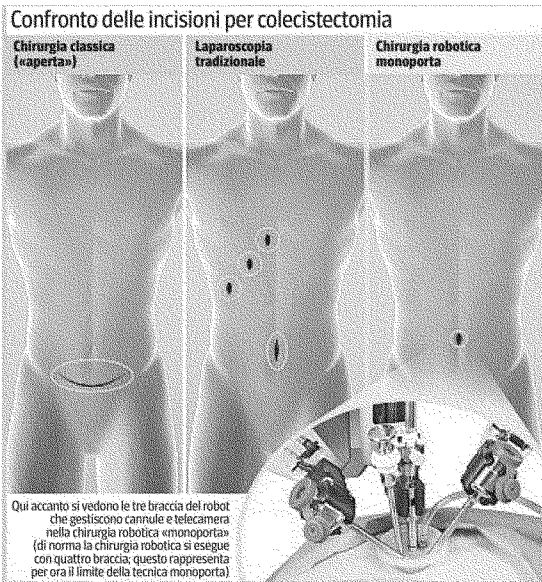 Confronto delle incisioni per colecistectomia
Chirurgia classica
(«aperta»)
Laparoscopia
tradizionale
Chirurgia robotica
monoporta
Qui accanto si vedono le tre braccia del robot
che gestiscono cannule e telecamera
nella chirurgia robotica «monoporta»
(di norma la chirurgia robotica si esegue
con quattro braccia; questo rappresenta
per ora il limite della tecnica monoporta)